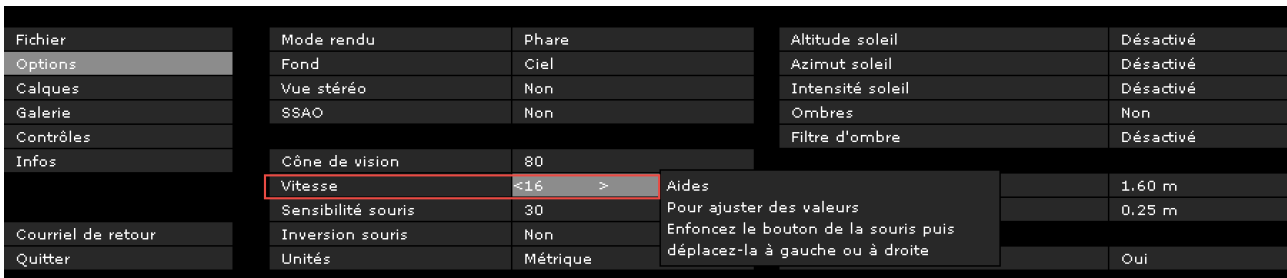 Fichier Mode rendu Phare Altitude soleil Désactivé
Options Fond Ciel Azimut soleil Désactivé
Calques Vue stéréo Non Intensité soleil Désactivé
Galerie SSAO Non Ombres Non
Contrôles Filtre d'ombre Désactivé
Infos Cône de vision 80
Vitesse <16 > Aides 1.60 m
Sensibilité souris 30 Pour ajuster des valeurs 0.25 m
Courriel de retour Inversion souris Non Enfoncez le bouton de la souris puis
Quitter Unités Métrique déplacez-la à gauche ou à droite Oui